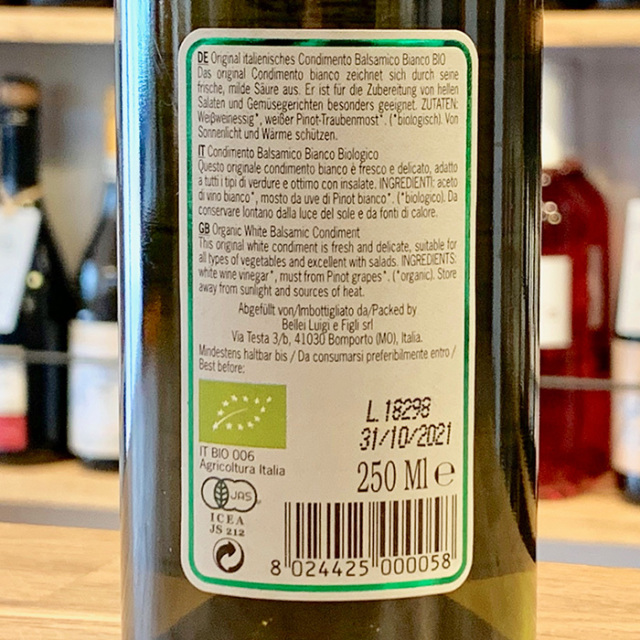 DE Original italienisches Condimento Balsamico Bianco BIO
Das original Condimento bianco zeichnet sich durch seine
frische, milde Säure aus. Er ist für die Zubereitung von hellen
Salaten und Gemüsegerichten besonders geeignet. ZUTATEN:
Weißweinessig*, weißer Pinot-Traubenmost*. (*biologisch). Von
Sonnenlicht und Wärme schützen.
IT Condimento Balsamico Bianco Biologico
Questo originale condimento bianco è fresco e delicato, adatto
a tutti i tipi di verdure e ottimo con insalate. INGREDIENTI: aceto
di vino bianco*, mosto da uve di Pinot bianco*. (*biologico). Da
conservare lontano dalla luce del sole e da fonti di calore.
GB Organic White Balsamic Condiment
This original white condiment is fresh and delicate, suitable for
all types of vegetables and excellent with salads. INGREDIENTS:
white wine vinegar*, must from Pinot grapes*. (*organic). Store
away from sunlight and sources of heat.
Abgefüllt von/Imbottigliato da/Packed by
Bellei Luigi e Figli srl
Via Testa 3/b, 41030 Bomporto (MO), Italia.
Mindestens haltbar bis / Da consumarsi preferibilmente entro /
Best before:
L.18298
31/10/2021
IT BIO 006
Agricoltura Italia
250 Ml e
JAS
ICEA
JS 212
8 024425 000058